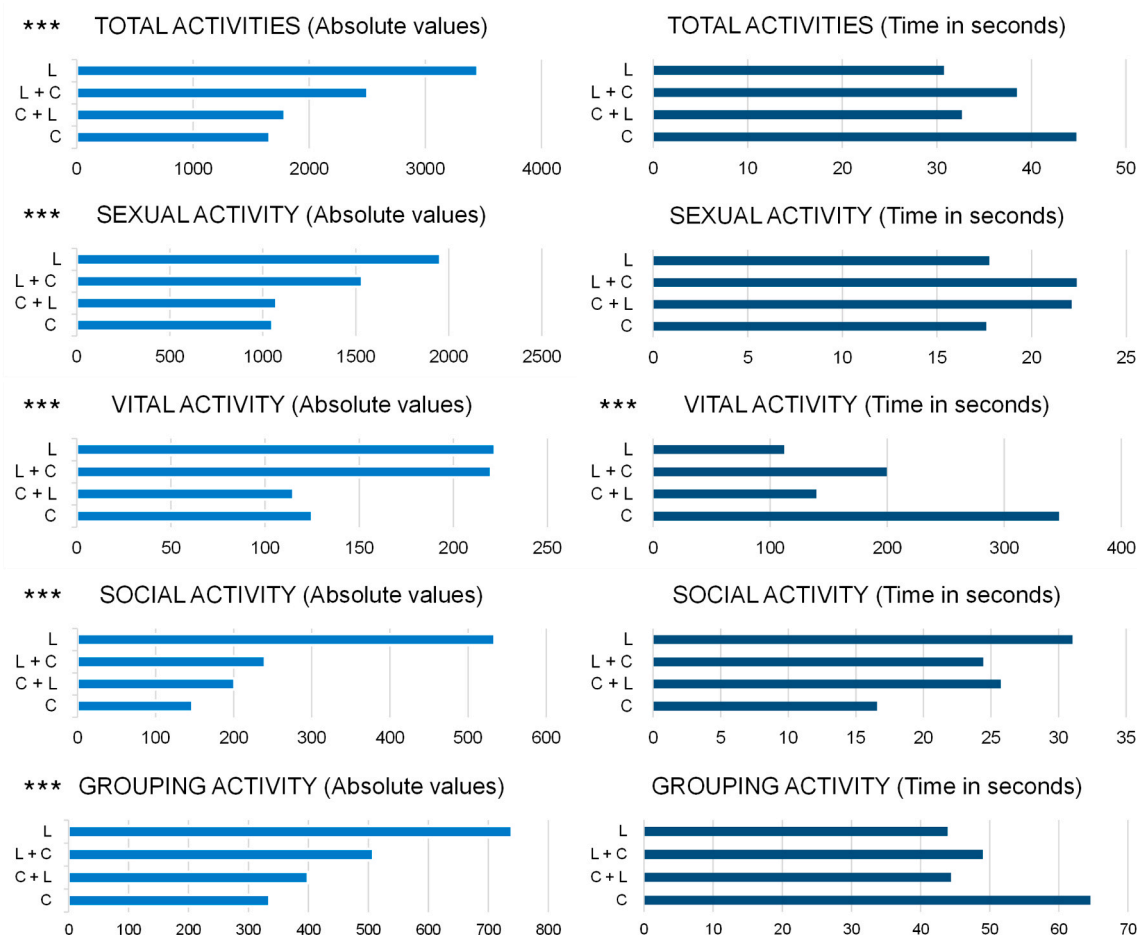 *** TOTAL ACTIVITIES (Absolute values)
L
L + C
C + L
C
0 1000 2000 3000 4000
TOTAL ACTIVITIES (Time in seconds)
L
L + C
C + L
C
0 10 20 30 40 50
*** SEXUAL ACTIVITY (Absolute values)
L
L + C
C + L
C
0 500 1000 1500 2000 2500
SEXUAL ACTIVITY (Time in seconds)
L
L + C
C + L
C
0 5 10 15 20 25
*** VITAL ACTIVITY (Absolute values)
L
L + C
C + L
C
0 50 100 150 200 250
*** VITAL ACTIVITY (Time in seconds)
L
L + C
C + L
C
0 100 200 300 400
*** SOCIAL ACTIVITY (Absolute values)
L
L + C
C + L
C
0 100 200 300 400 500 600
SOCIAL ACTIVITY (Time in seconds)
L
L + C
C + L
C
0 5 10 15 20 25 30 35
*** GROUPING ACTIVITY (Absolute values)
L
L + C
C + L
C
0 100 200 300 400 500 600 700 800
GROUPING ACTIVITY (Time in seconds)
L
L + C
C + L
C
0 10 20 30 40 50 60 70